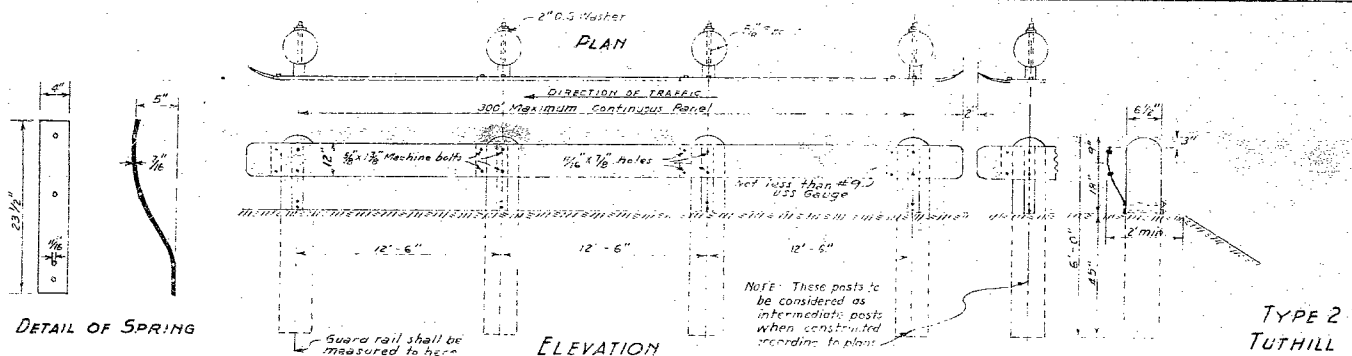 2" O.S Washer
PLAN
DIRECTION OF TRAFFIC
300' Maximum Continuous Panel
2"
4"
5"
6 1/2"
3"
7/16"
12"
5/8" x 1 3/8" Machine bolts
11/16" x 7/8" holes
9"
18"
Not less than #9
USS Gauge
23 1/2"
11/16"
2' min.
12'-6"
12'-6"
12'-6"
6'-0"
45"
NOTE: These posts to
be considered as
intermediate posts
when constructed
according to plans
DETAIL OF SPRING
Guard rail shall be
measured to here
ELEVATION
TYPE 2
TUTHILL